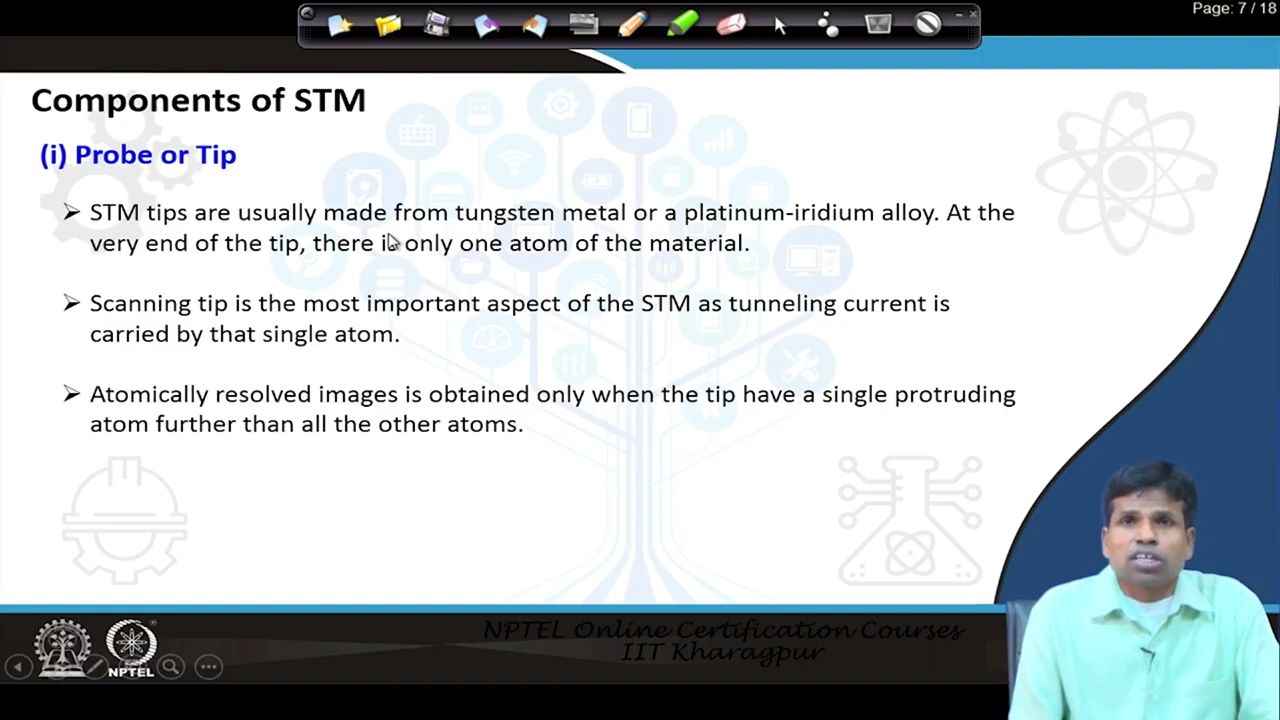 Page: 7 / 18
Components of STM
(i) Probe or Tip
STM tips are usually made from tungsten metal or a platinum-iridium alloy. At the
very end of the tip, there is only one atom of the material.
Scanning tip is the most important aspect of the STM as tunneling current is
carried by that single atom.
Atomically resolved images is obtained only when the tip have a single protruding
atom further than all the other atoms.
NPTEL Online Certification Courses
IIT Kharagpur
NPTEL